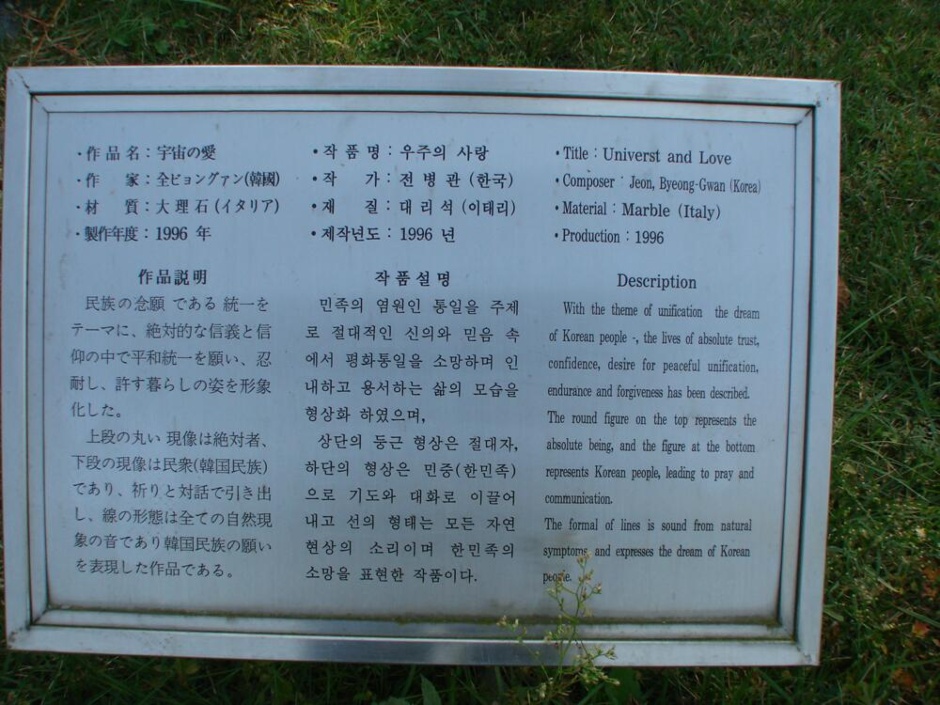 ・作品名：宇宙の愛
・作　家：全ビョングァン(韓國)
・材　質：大理石(イタリア)
・製作年度：1996 年
作品説明
民族の念願 である 統一を
テーマに、絶対的な信義と信
仰の中で平和統一を願い、忍
耐し、許す暮らしの姿を形象
化した。
上段の丸い 現像は絶対者、
下段の現像は民衆(韓国民族)
であり、祈りと対話で引き出
し、線の形態は全ての自然現
象の音であり韓国民族の願い
を表現した作品である。
・작 품 명 : 우주의 사랑
・작　가 : 전 병 관 (한국)
・재　절 : 대 리 석 (이태리)
・제작년도 : 1996 년
작 품 설 명
민족의 염원인 통일을 주제
로 절대적인 신의와 믿음 속
에서 평화통일을 소망하며 인
내하고 용서하는 삶의 모습을
형상화 하였으며,
상단의 둥근 형상은 절대자,
하단의 형상은 민중(한민족)
으로 기도와 대화로 이끌어
내고 선의 형태는 모든 자연
현상의 소리이며 한민족의
소망을 표현한 작품이다.
・Title : Universt and Love
・Composer : Jeon, Byeong-Gwan (Korea)
・Material : Marble (Italy)
・Production : 1996
Description
With the theme of unification the dream
of Korean people -, the lives of absolute trust,
confidence, desire for peaceful unification,
endurance and forgiveness has been described.
The round figure on the top represents the
absolute being, and the figure at the bottom
represents Korean people, leading to pray and
communication.
The formal of lines is sound from natural
symptoms, and expresses the dream of Korean
people.